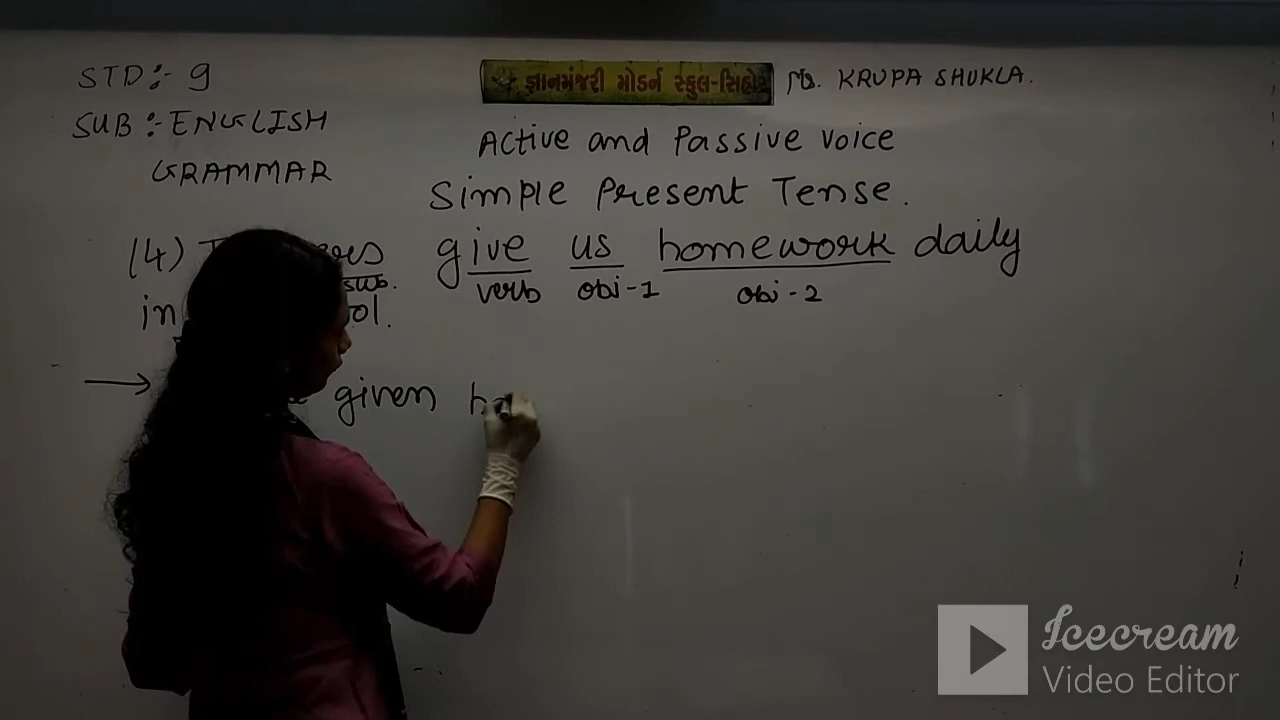 STD:- 9
જ્ઞાનમંજરી મોડર્ન સ્કુલ-સિહોર
KRUPA SHUKLA.
SUB :- ENGLISH
GRAMMAR
Active and Passive voice
Simple Present Tense.
(4) give us homework daily
sub. verb obj-1 obj-2
in
given
Icecream
Video Editor